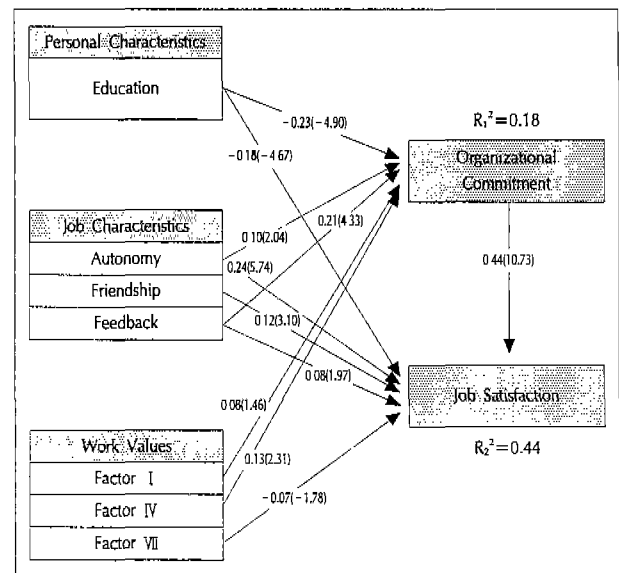 Personal Characteristics
Education
-0.23(-4.90)
R₁²=0.18
-0.18(-4.67)
Organizational
Commitment
Job Characteristics
0.10(2.04)
0.21(4.33)
Autonomy
0.24(5.74)
0.44(10.73)
Friendship
0.12(3.10)
Feedback
0.08(1.97)
Job Satisfaction
0.08(1.46)
Work Values
R₂²=0.44
0.13(2.31)
Factor I
-0.07(-1.78)
Factor IV
Factor VII